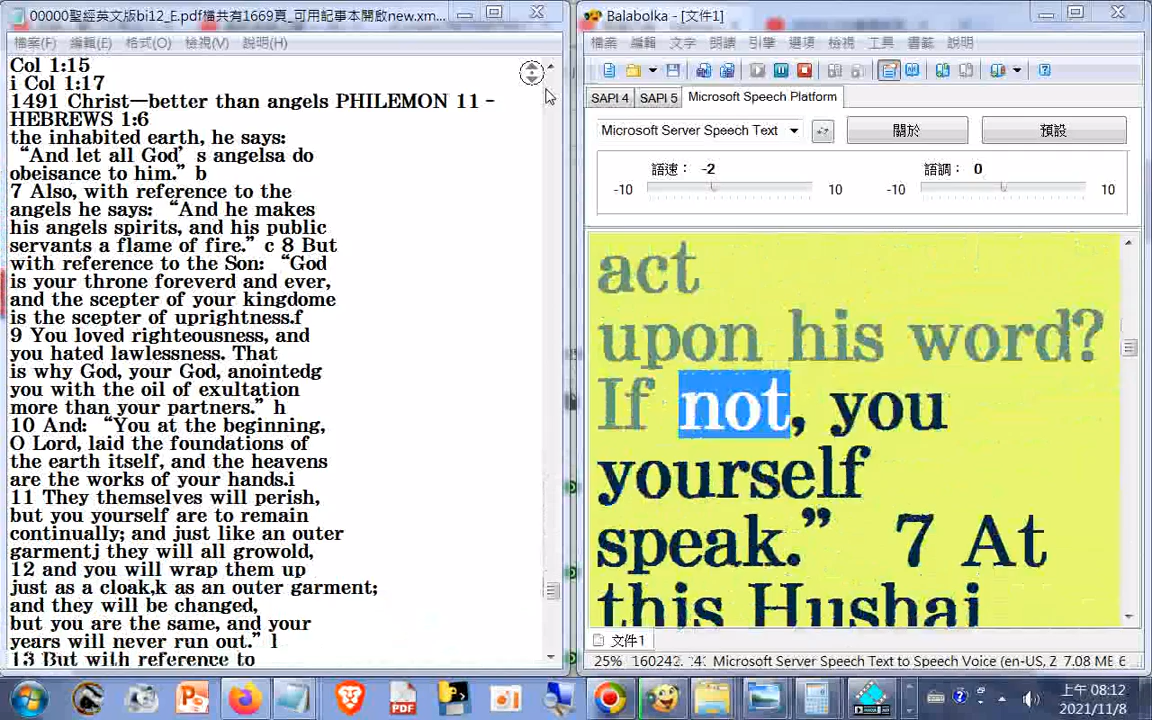 00000聖經英文版bi12_E.pdf檔共有1669頁_可用記事本開啟new.xm...
檔案(F) 編輯(E) 格式(O) 檢視(V) 說明(H)
Col 1:15
i Col 1:17
1491 Christ—better than angels PHILEMON 11 -
HEBREWS 1:6
the inhabited earth, he says:
“And let all God’s angelsa do
obeisance to him.” b
7 Also, with reference to the
angels he says: “And he makes
his angels spirits, and his public
servants a flame of fire.” c 8 But
with reference to the Son: “God
is your throne foreverd and ever,
and the scepter of your kingdome
is the scepter of uprightness.f
9 You loved righteousness, and
you hated lawlessness. That
is why God, your God, anointedg
you with the oil of exultation
more than your partners.” h
10 And: “You at the beginning,
O Lord, laid the foundations of
the earth itself, and the heavens
are the works of your hands.i
11 They themselves will perish,
but you yourself are to remain
continually; and just like an outer
garmentj they will all growold,
12 and you will wrap them up
just as a cloak,k as an outer garment;
and they will be changed,
but you are the same, and your
years will never run out.” l
13 But with reference to
Balabolka - [文件1]
檔案 編輯 文字 朗讀 引擎 選項 檢視 工具 書籤 說明
SAPI 4 SAPI 5 Microsoft Speech Platform
Microsoft Server Speech Text 關於 預設
語速: -2 語調: 0
-10 10 -10 10
act
upon his word?
If not, you
yourself
speak.” 7 At
this Hushai
文件1
25% Microsoft Server Speech Text to Speech Voice (en-US, Z 7.08 MB
PDF
上午 08:12
2021/11/8